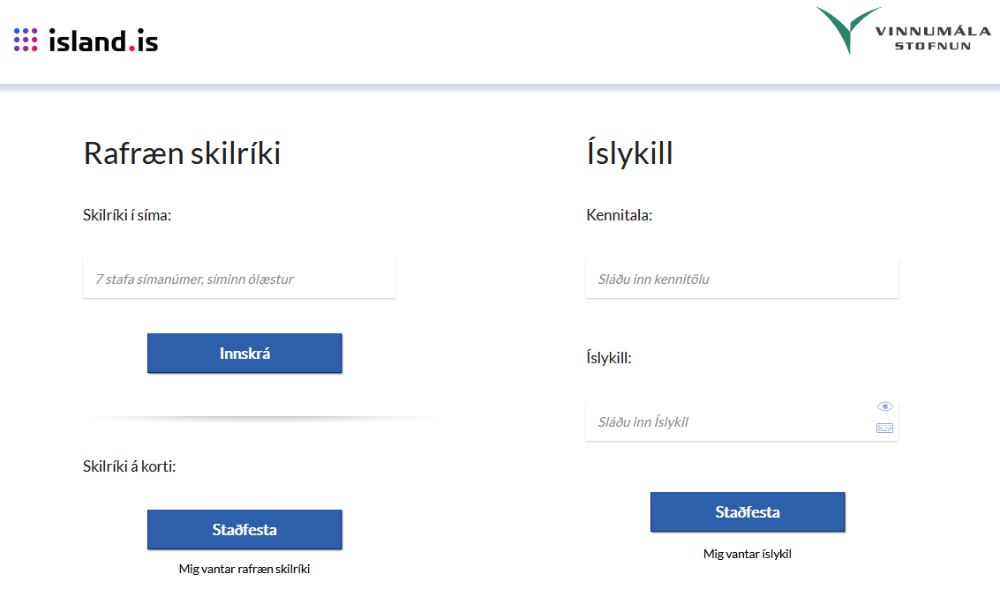 island.is
VINNUMÁLA
STOFNUN
Rafræn skilríki
Skilríki í síma:
7 stafa símanúmer, síminn ólæstur
Innskrá
Skilríki á korti:
Staðfesta
Mig vantar rafræn skilríki
Íslykill
Kennitala:
Sláðu inn kennitölu
Íslykill:
Sláðu inn Íslykil
Staðfesta
Mig vantar íslykil